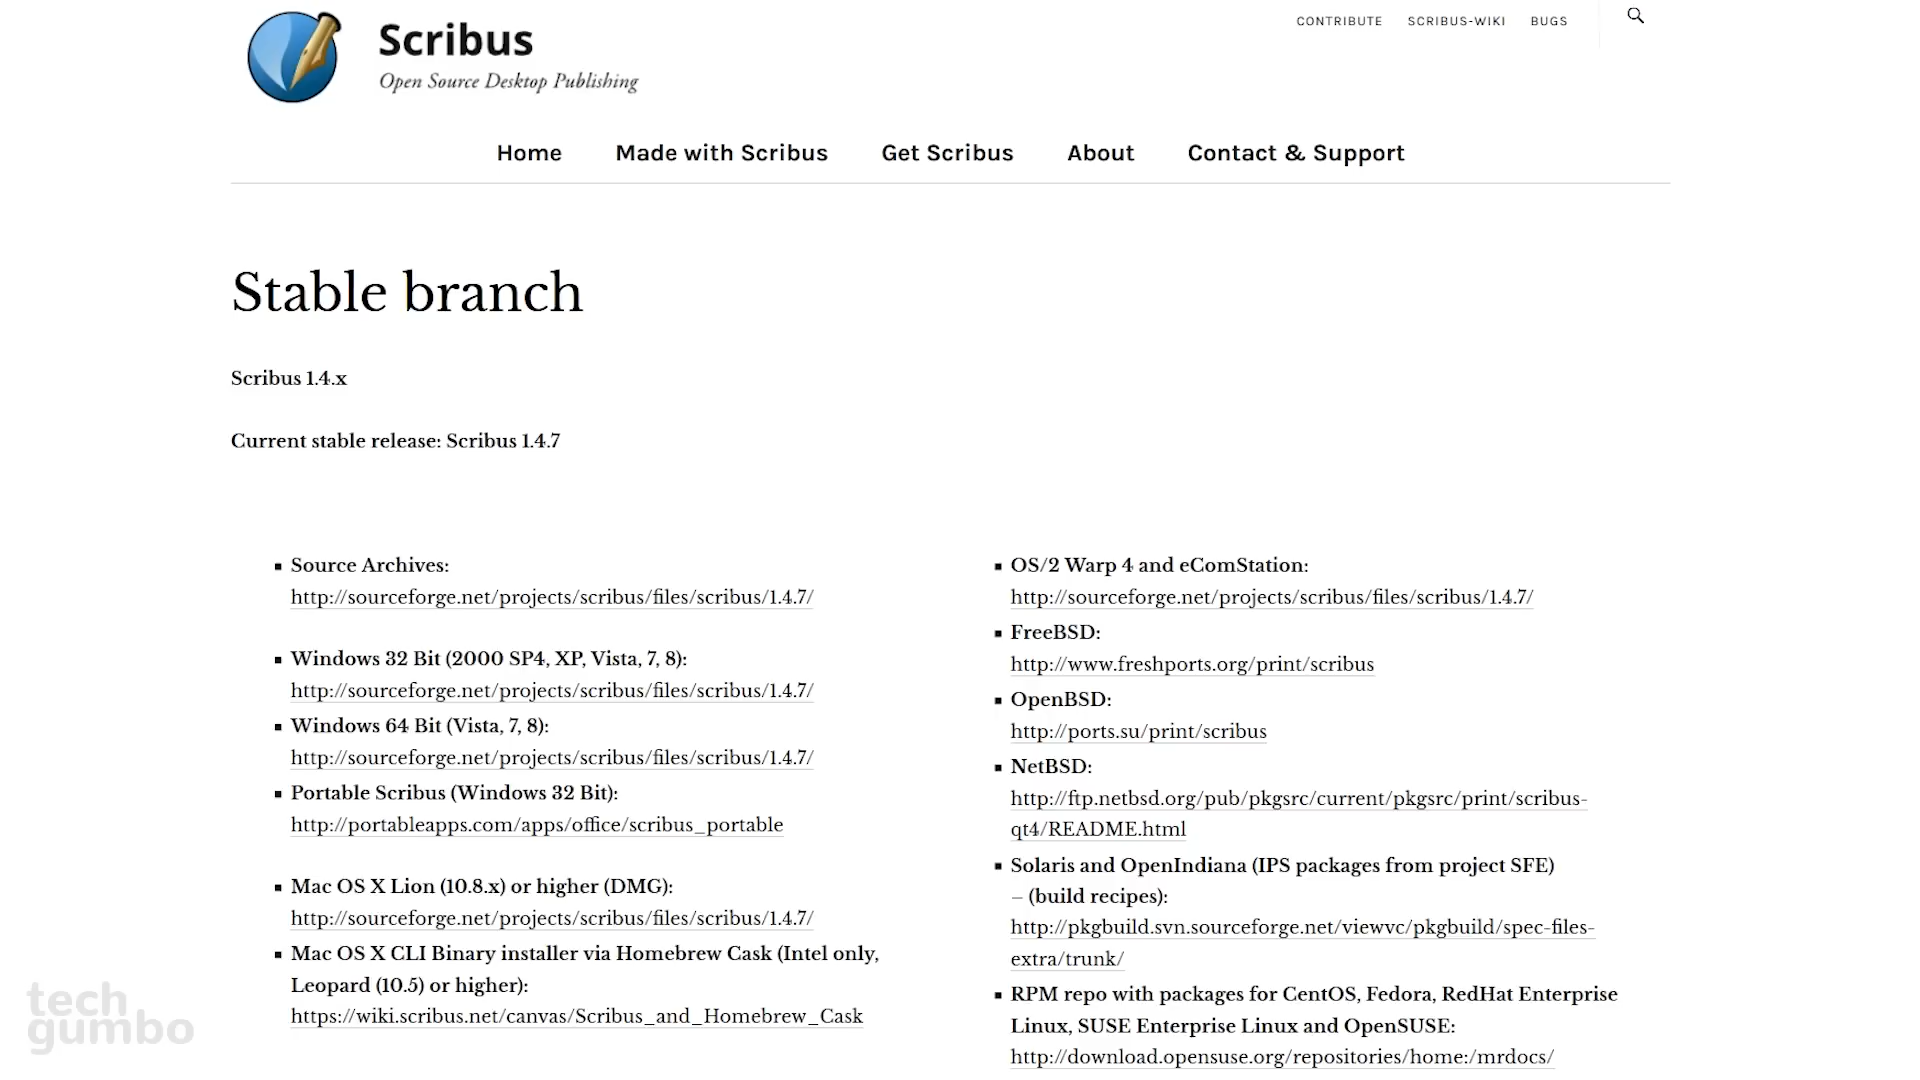 Scribus
Open Source Desktop Publishing
CONTRIBUTE
SCRIBUS-WIKI
BUGS
Home
Made with Scribus
Get Scribus
About
Contact & Support
Stable branch
Scribus 1.4.x
Current stable release: Scribus 1.4.7
Source Archives:
http://sourceforge.net/projects/scribus/files/scribus/1.4.7/
Windows 32 Bit (2000 SP4, XP, Vista, 7, 8):
http://sourceforge.net/projects/scribus/files/scribus/1.4.7/
Windows 64 Bit (Vista, 7, 8):
http://sourceforge.net/projects/scribus/files/scribus/1.4.7/
Portable Scribus (Windows 32 Bit):
http://portableapps.com/apps/office/scribus_portable
Mac OS X Lion (10.8.x) or higher (DMG):
http://sourceforge.net/projects/scribus/files/scribus/1.4.7/
Mac OS X CLI Binary installer via Homebrew Cask (Intel only,
Leopard (10.5) or higher):
https://wiki.scribus.net/canvas/Scribus_and_Homebrew_Cask
OS/2 Warp 4 and eComStation:
http://sourceforge.net/projects/scribus/files/scribus/1.4.7/
FreeBSD:
http://www.freshports.org/print/scribus
OpenBSD:
http://ports.su/print/scribus
NetBSD:
http://ftp.netbsd.org/pub/pkgsrc/current/pkgsrc/print/scribus-
qt4/README.html
Solaris and OpenIndiana (IPS packages from project SFE)
– (build recipes):
http://pkgbuild.svn.sourceforge.net/viewvc/pkgbuild/spec-files-
extra/trunk/
RPM repo with packages for CentOS, Fedora, RedHat Enterprise
Linux, SUSE Enterprise Linux and OpenSUSE:
http://download.opensuse.org/repositories/home:/mrdocs/
tech
gumbo